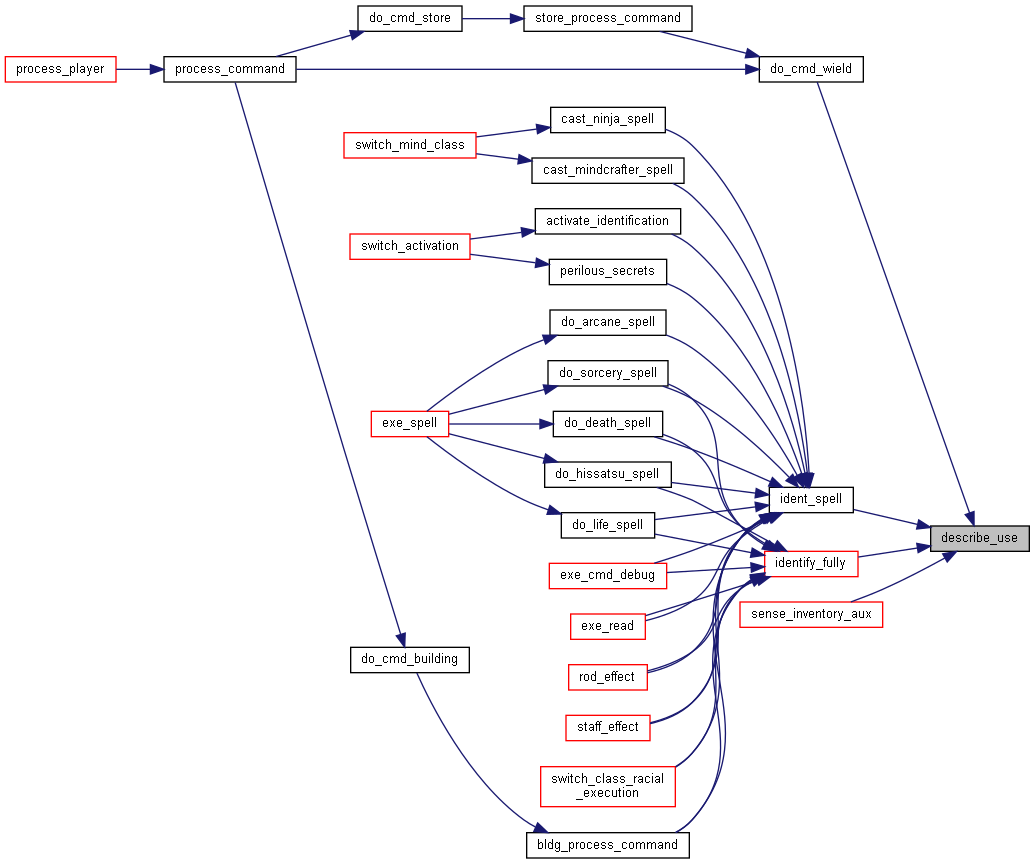 do_cmd_store
store_process_command
process_player
process_command
do_cmd_wield
cast_ninja_spell
switch_mind_class
cast_mindcrafter_spell
activate_identification
switch_activation
perilous_secrets
do_arcane_spell
do_sorcery_spell
exe_spell
do_death_spell
do_hissatsu_spell
ident_spell
do_life_spell
describe_use
identify_fully
exe_cmd_debug
sense_inventory_aux
exe_read
do_cmd_building
rod_effect
staff_effect
switch_class_racial
_execution
bldg_process_command